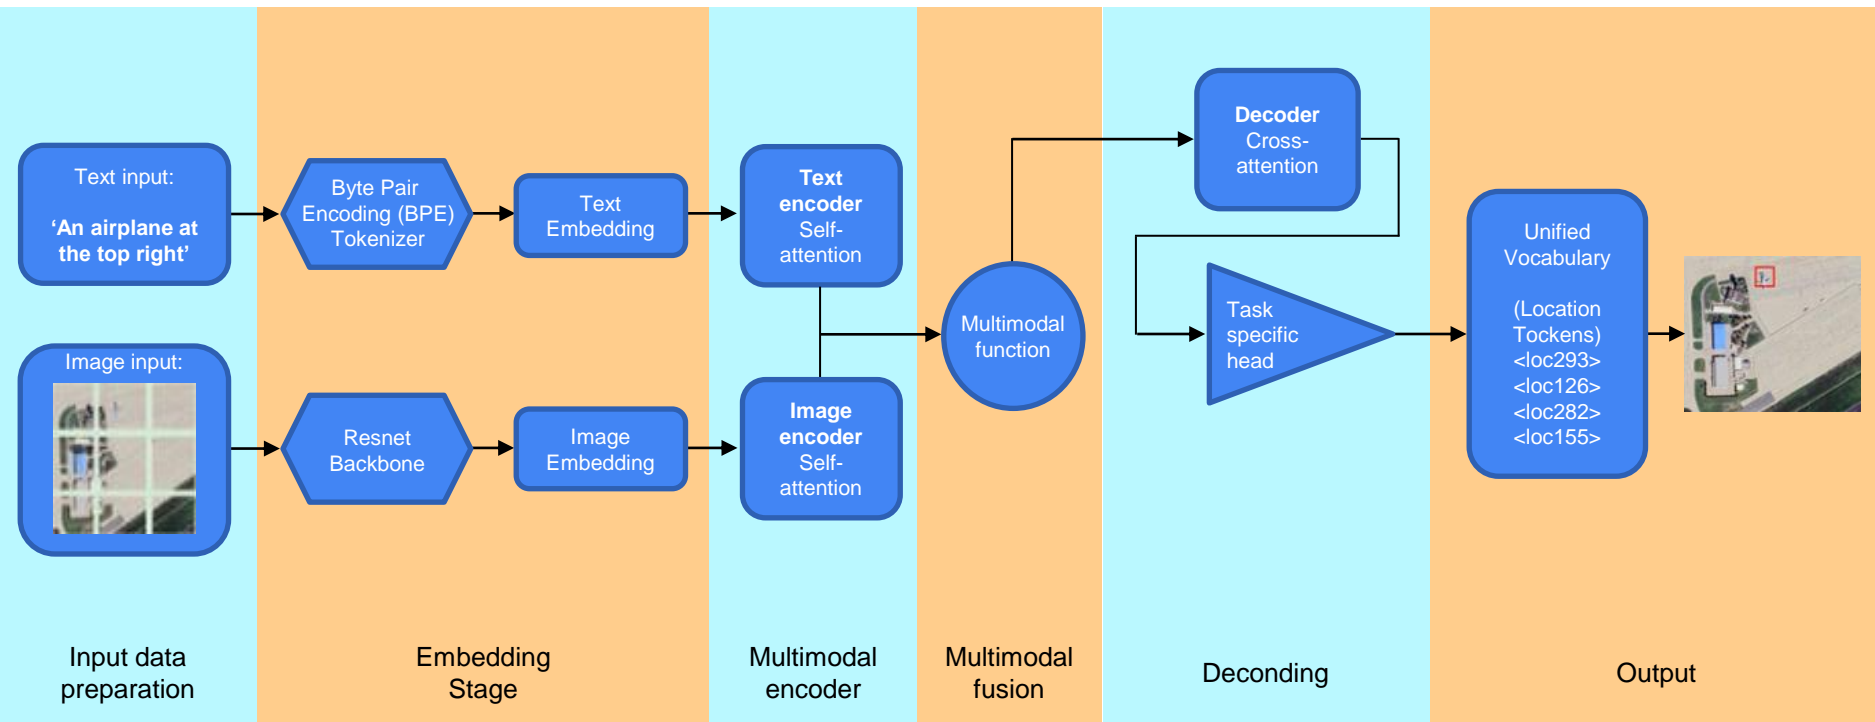 Text input:
‘An airplane at
the top right’
Image input:
Byte Pair
Encoding (BPE)
Tokenizer
Resnet
Backbone
Text
Embedding
Image
Embedding
Text
encoder
Self-
attention
Image
encoder
Self-
attention
Multimodal
function
Decoder
Cross-
attention
Task
specific
head
Unified
Vocabulary
(Location
Tockens)
<loc293>
<loc126>
<loc282>
<loc155>
Input data
preparation
Embedding
Stage
Multimodal
encoder
Multimodal
fusion
Deconding
Output